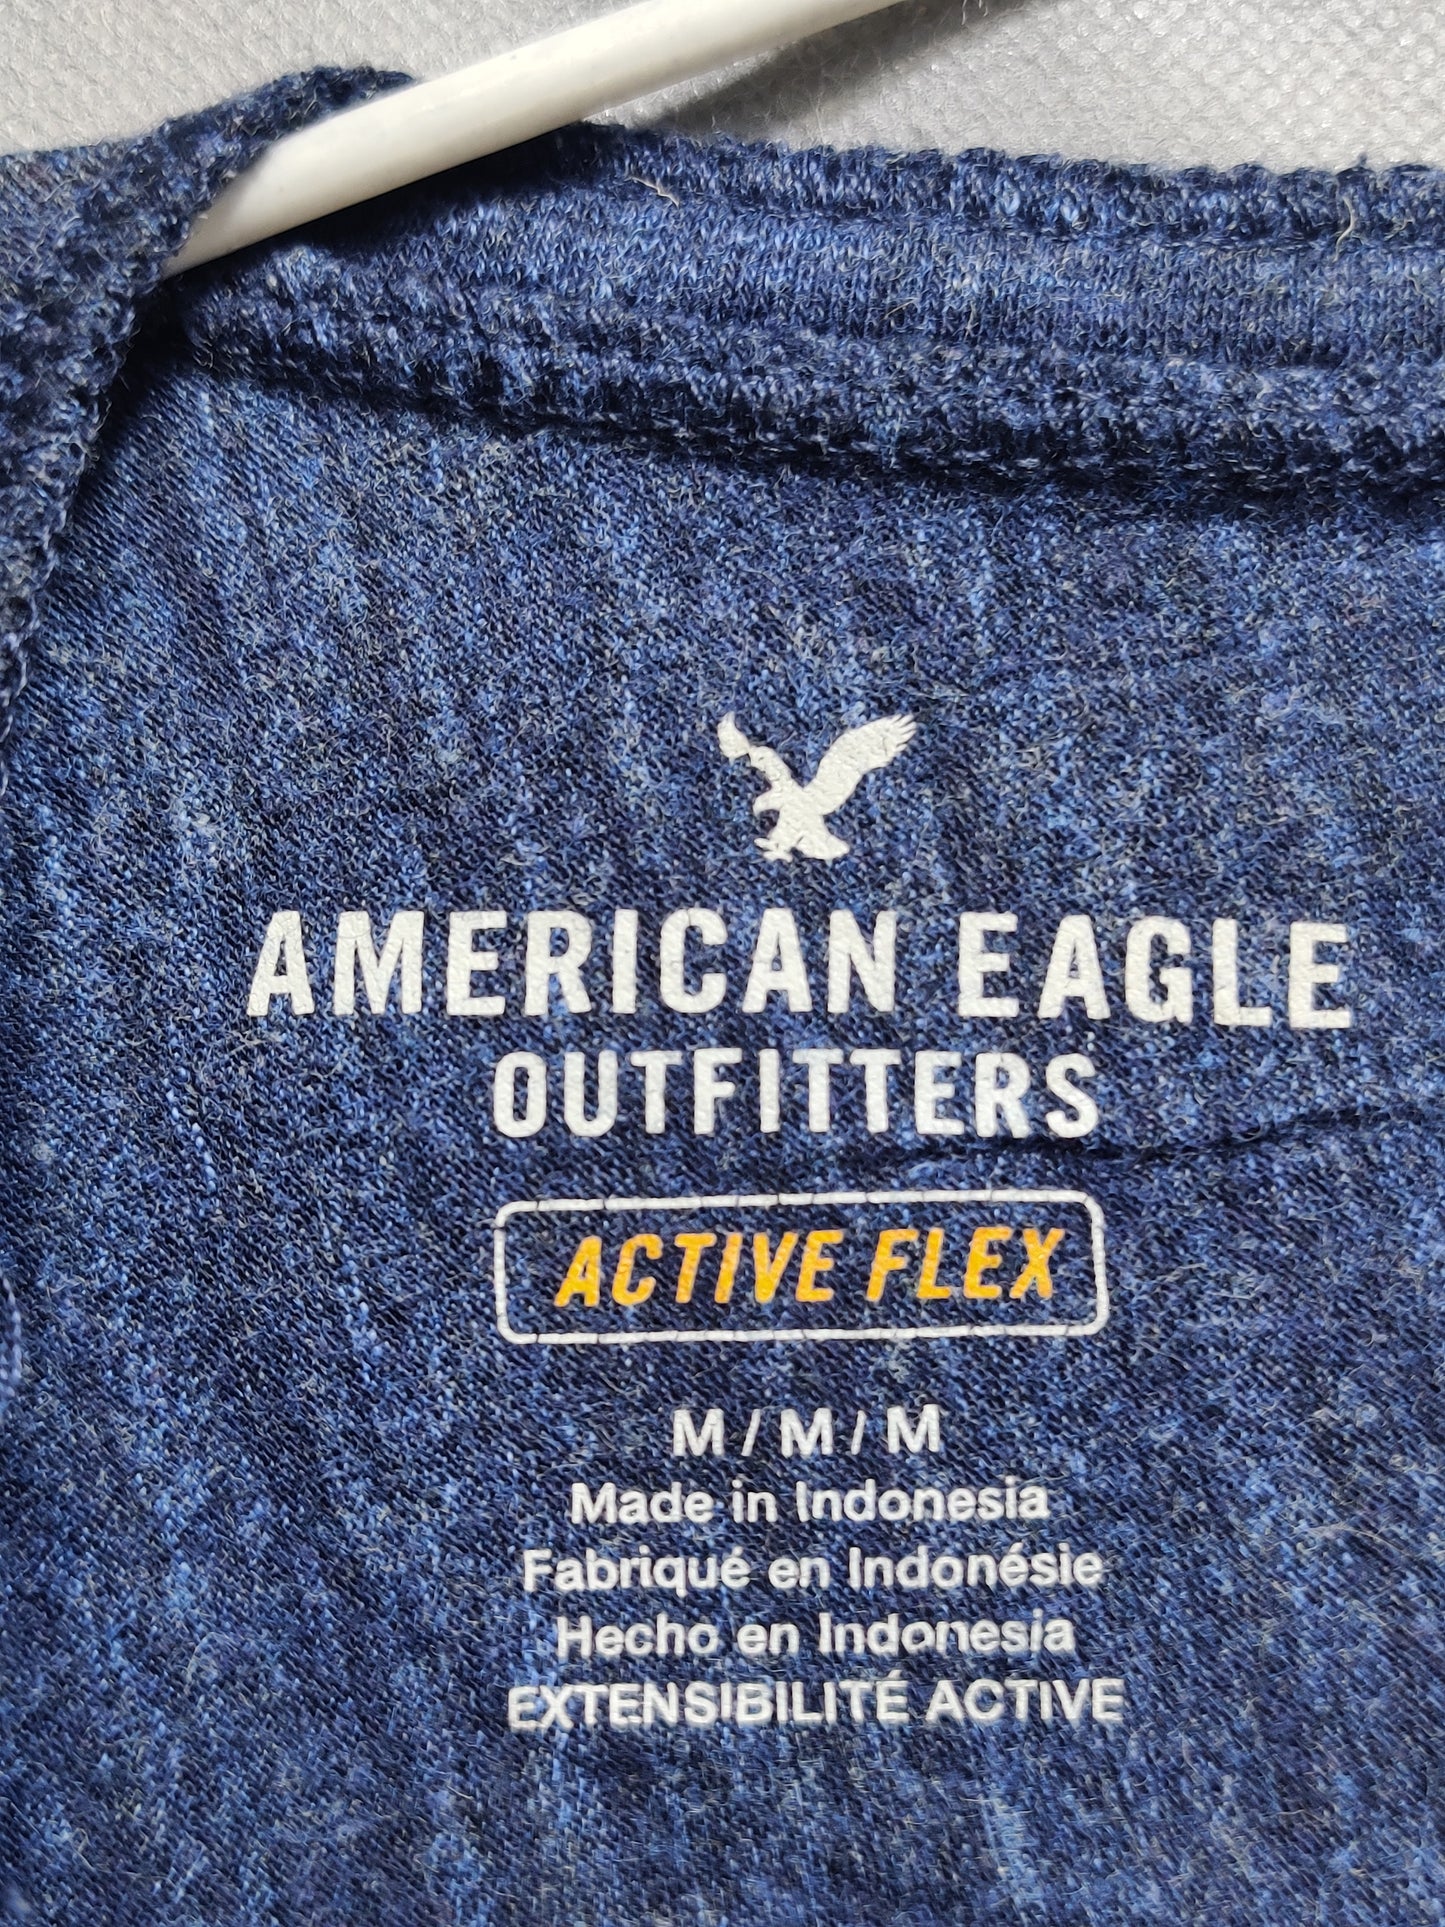 AMERICAN EAGLE
OUTFITTERS
ACTIVE FLEX
M / M / M
Made in Indonesia
Fabriqué en Indonésie
Hecho en Indonesia
EXTENSIBILITÉ ACTIVE